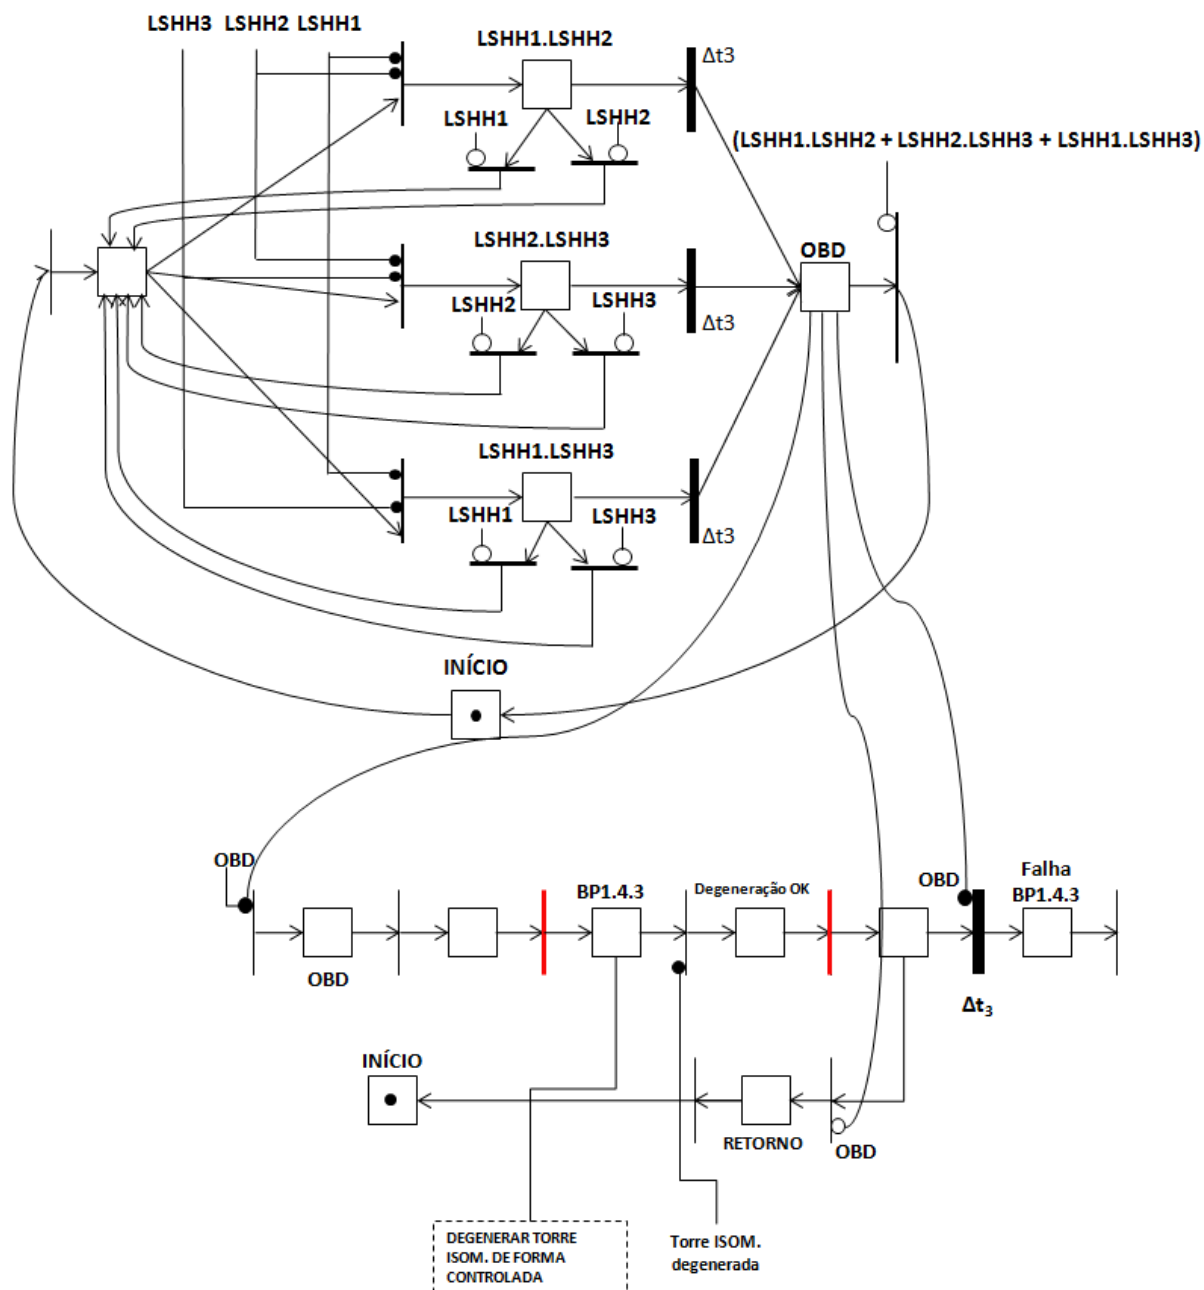 LSHH3 LSHH2 LSHH1
LSHH1.LSHH2
Δt3
LSHH1
LSHH2
(LSHH1.LSHH2 + LSHH2.LSHH3 + LSHH1.LSHH3)
LSHH2.LSHH3
OBD
LSHH2
LSHH3
Δt3
LSHH1.LSHH3
LSHH1
LSHH3
Δt3
INÍCIO
OBD
BP1.4.3
Degeneração OK
OBD
Falha
BP1.4.3
OBD
Δt₃
INÍCIO
RETORNO
OBD
DEGENERAR TORRE
ISOM. DE FORMA
CONTROLADA
Torre ISOM.
degenerada